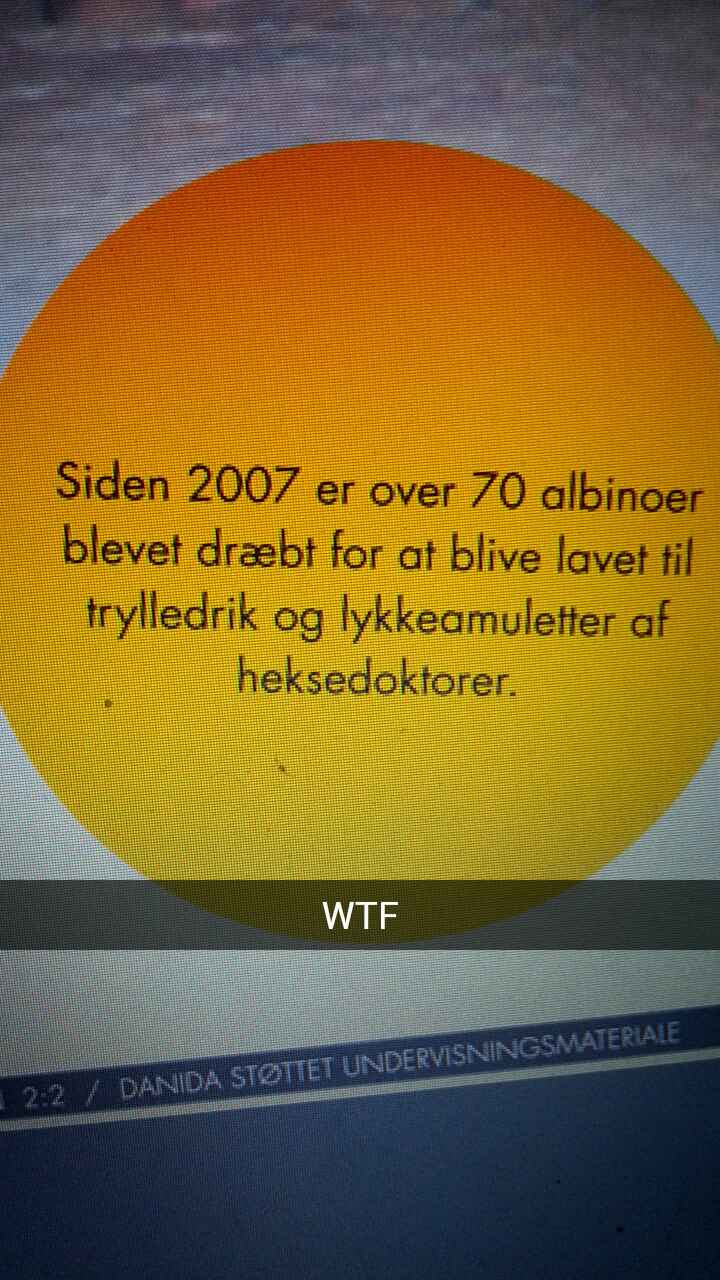 Siden 2007 er over 70 albinoer
blevet dræbt for at blive lavet til
trylledrik og lykkeamuletter af
heksedoktorer.
WTF
2:2 / DANIDA STØTTET UNDERVISNINGSMATERIALE